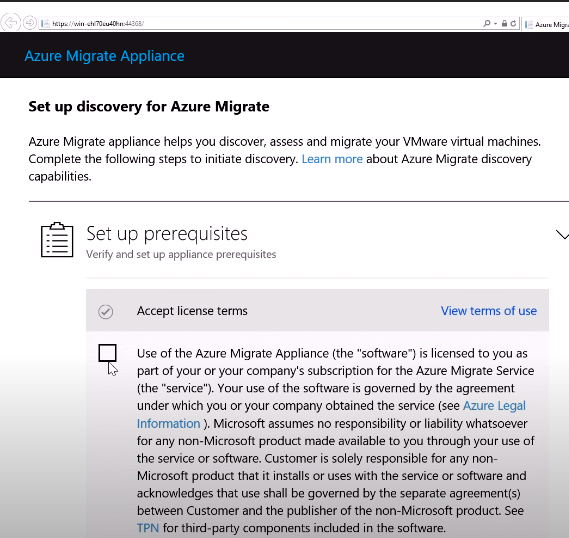 https://win-ehl70eu40hn:44368/
Azure Migra
Azure Migrate Appliance
Set up discovery for Azure Migrate
Azure Migrate appliance helps you discover, assess and migrate your VMware virtual machines.
Complete the following steps to initiate discovery. Learn more about Azure Migrate discovery
capabilities.
Set up prerequisites
Verify and set up appliance prerequisites
Accept license terms
View terms of use
Use of the Azure Migrate Appliance (the "software") is licensed to you as
part of your or your company's subscription for the Azure Migrate Service
(the "service"). Your use of the software is governed by the agreement
under which you or your company obtained the service (see Azure Legal
Information ). Microsoft assumes no responsibility or liability whatsoever
for any non-Microsoft product made available to you through your use of
the service or software. Customer is solely responsible for any non-
Microsoft product that it installs or uses with the service or software and
acknowledges that use shall be governed by the separate agreement(s)
between Customer and the publisher of the non-Microsoft product. See
TPN for third-party components included in the software.